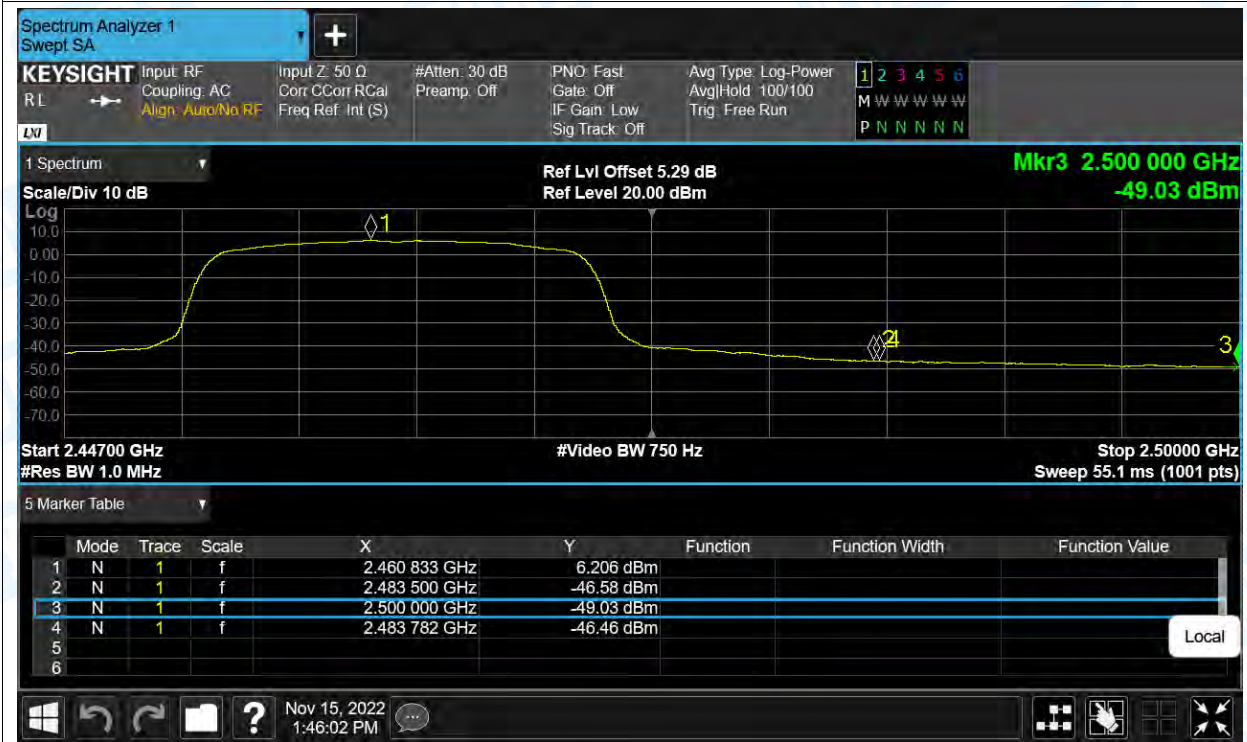 Spectrum Analyzer 1
Swept SA
+
KEYSIGHT Input: RF Input Z: 50 Ω #Atten: 30 dB PNO: Fast Avg Type: Log-Power 1 2 3 4 5 6
R L Coupling: AC Corr CCorr RCal Preamp: Off Gate: Off Avg|Hold: 100/100 M W W W W W
Align: Auto/No RF Freq Ref: Int (S) IF Gain: Low Trig: Free Run
LXI Sig Track: Off P N N N N N
1 Spectrum Ref Lvl Offset 5.29 dB Mkr3 2.500 000 GHz
Scale/Div 10 dB Ref Level 20.00 dBm -49.03 dBm
Log
10.0
0.00
-10.0
-20.0
-30.0
-40.0
-50.0
-60.0
-70.0
1
2
4
3
Start 2.44700 GHz #Video BW 750 Hz Stop 2.50000 GHz
#Res BW 1.0 MHz Sweep 55.1 ms (1001 pts)
5 Marker Table
Mode Trace Scale X Y Function Function Width Function Value
1 N 1 f 2.460 833 GHz 6.206 dBm
2 N 1 f 2.483 500 GHz -46.58 dBm
3 N 1 f 2.500 000 GHz -49.03 dBm
4 N 1 f 2.483 782 GHz -46.46 dBm
5
6
Local
? Nov 15, 2022
1:46:02 PM